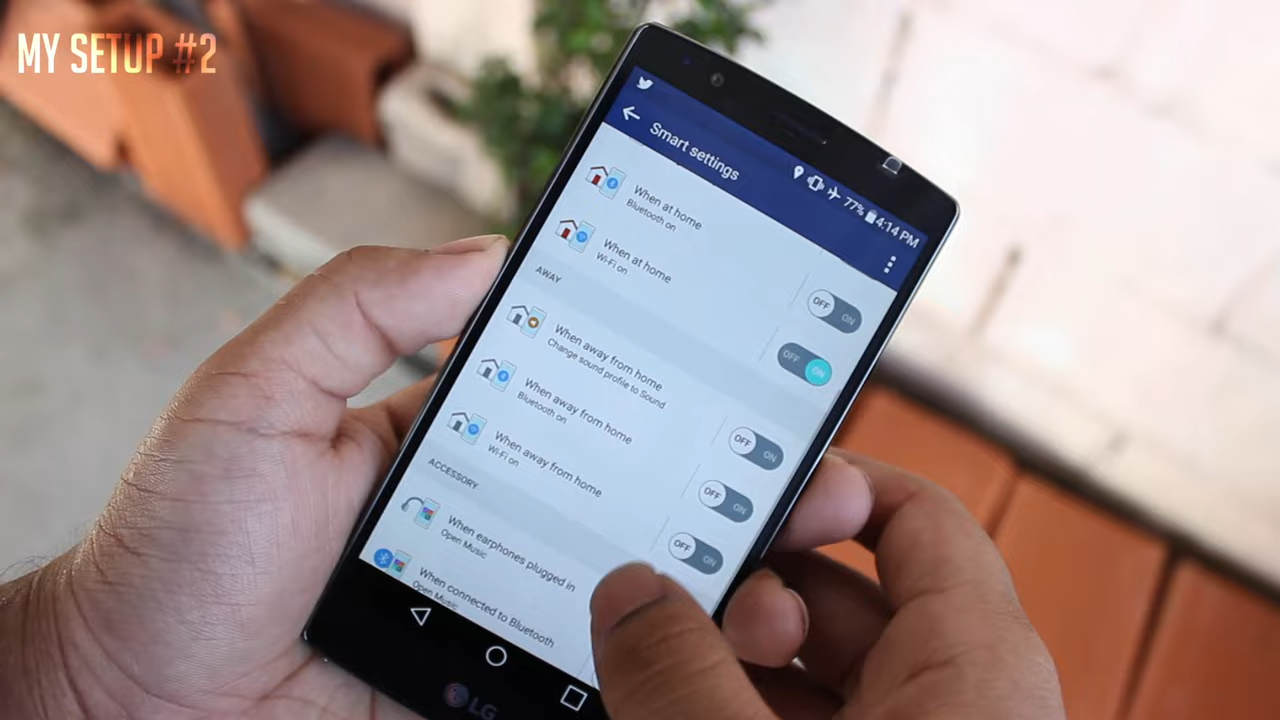 MY SETUP #2
77% 4:14 PM
Smart settings
When at home
Bluetooth on
OFF ON
When at home
Wi-Fi on
OFF ON
AWAY
When away from home
Change sound profile to Sound
OFF ON
When away from home
Bluetooth on
OFF ON
When away from home
Wi-Fi on
OFF ON
ACCESSORY
When earphones plugged in
Open Music
When connected to Bluetooth
Open Music
LG